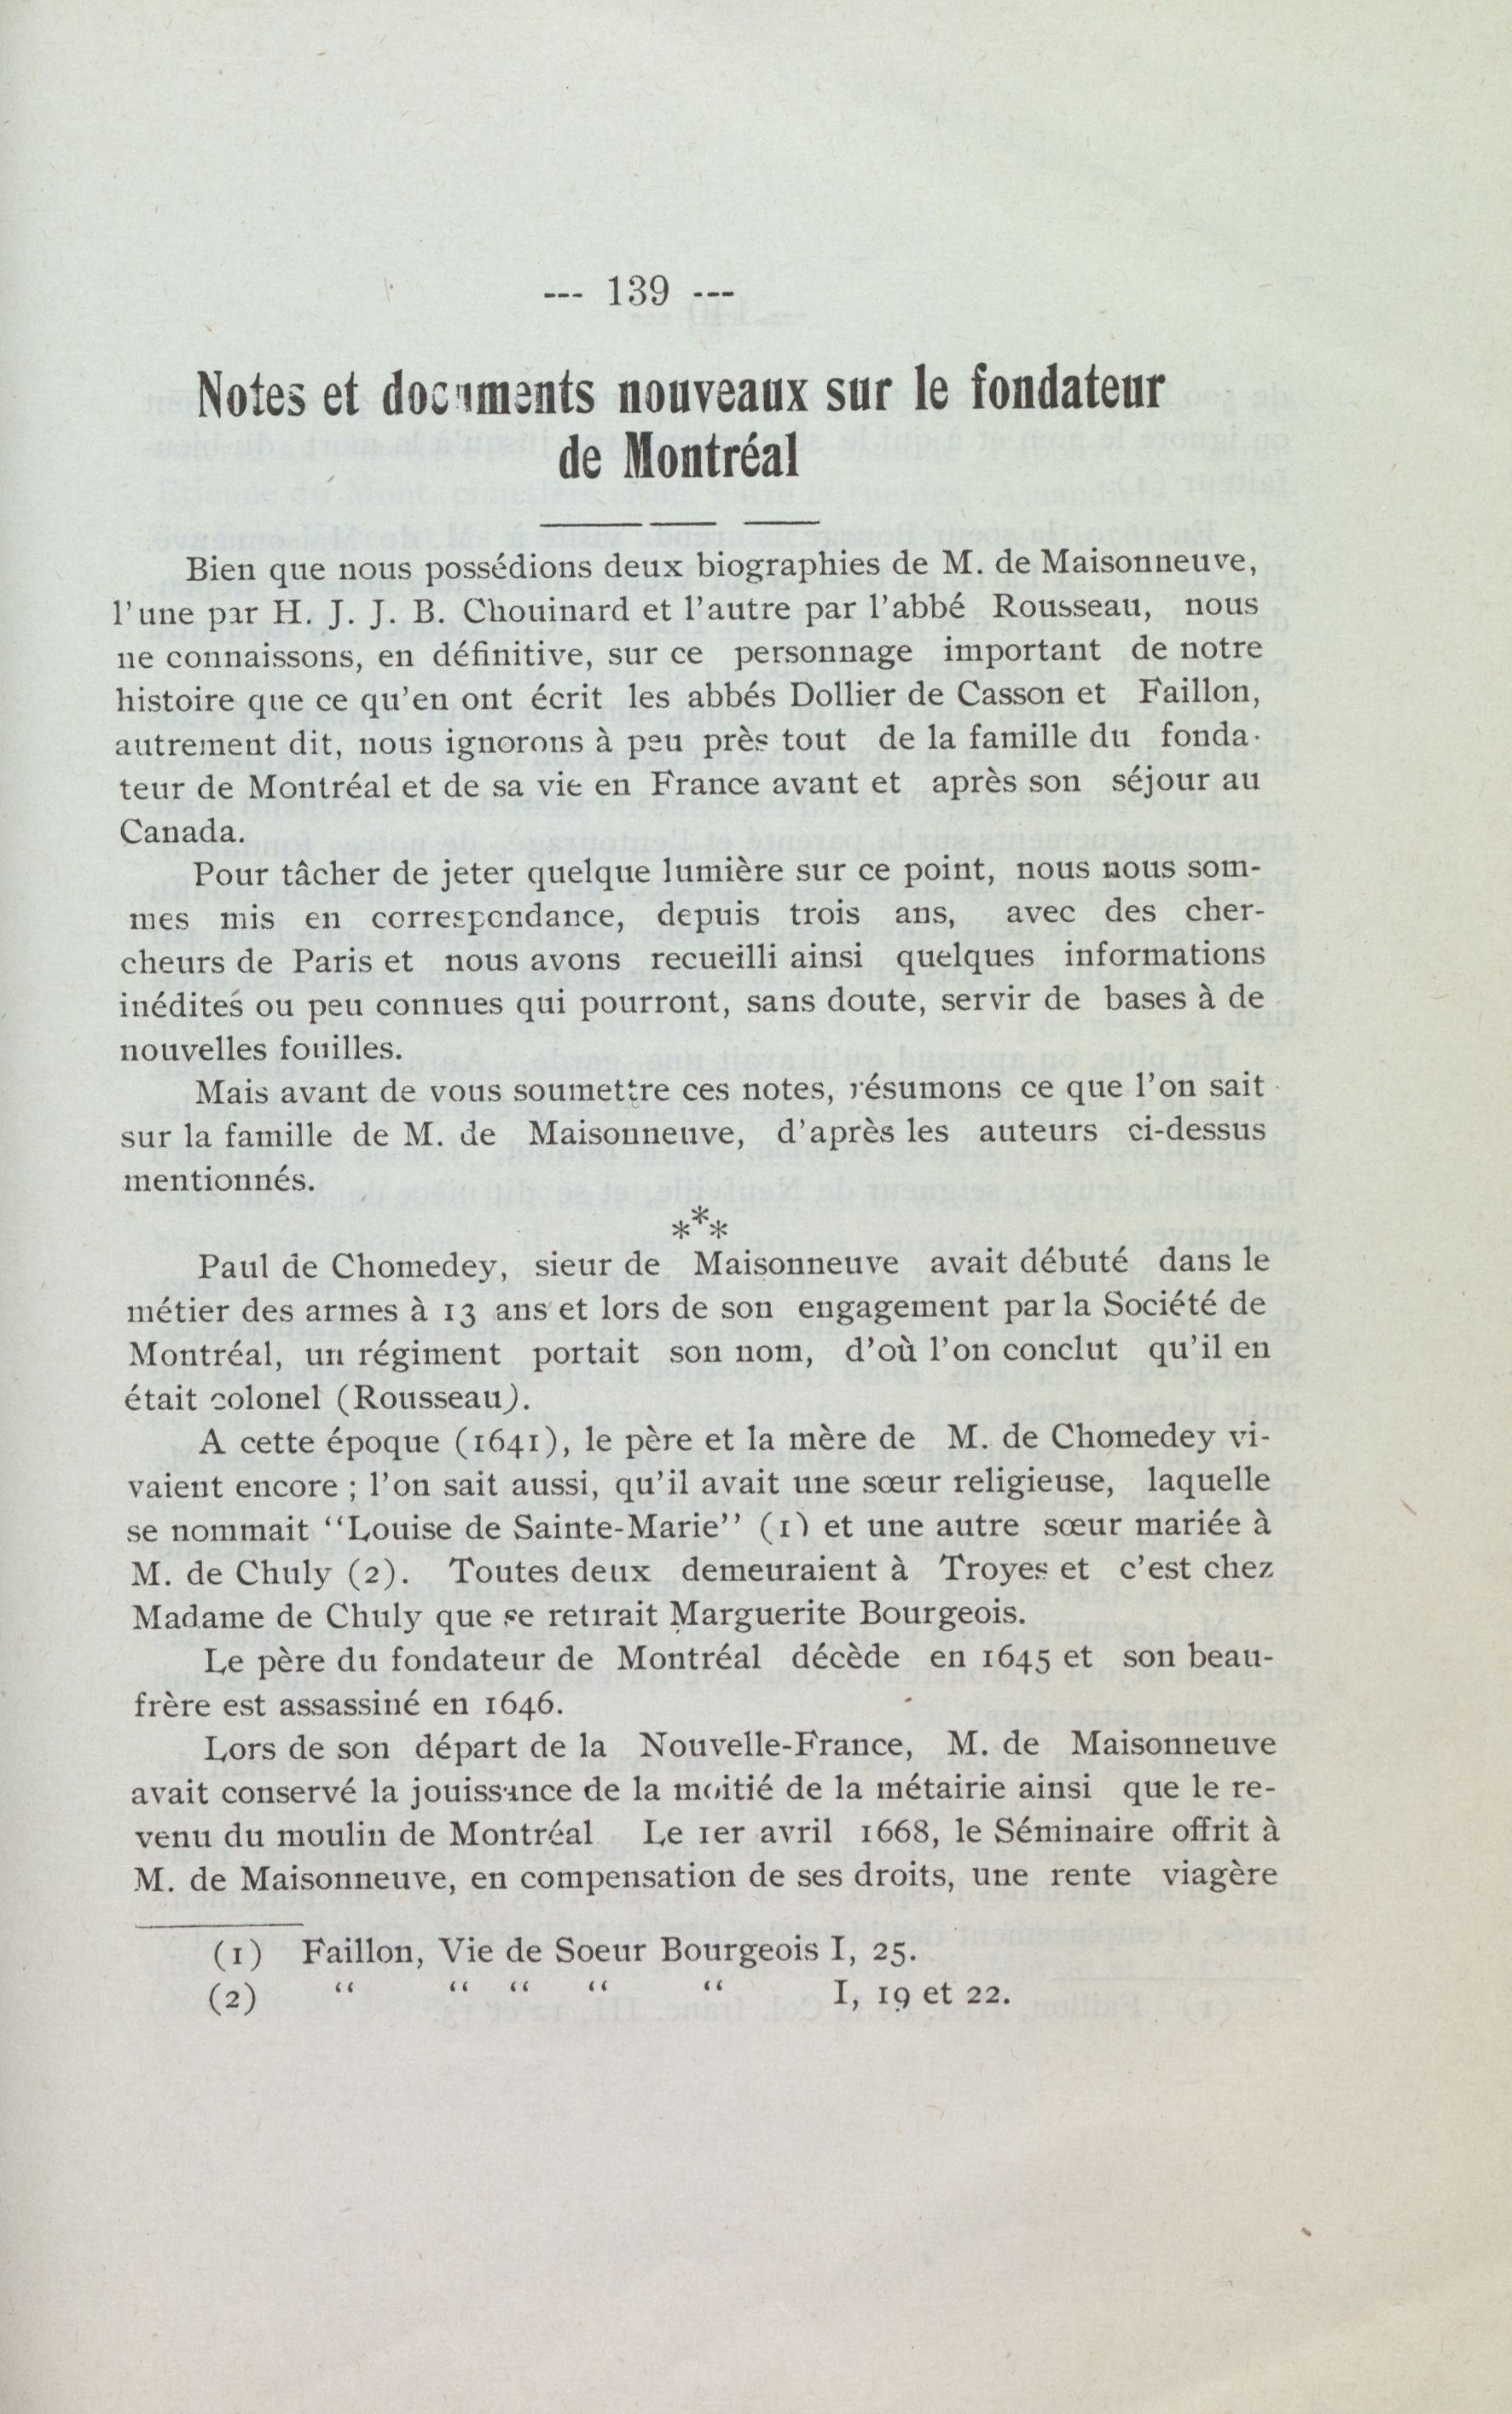 --- 139 ---
Notes et documents nouveaux sur le fondateur
de Montréal
Bien que nous possédions deux biographies de M. de Maisonneuve,
l'une par H. J. J. B. Chouinard et l'autre par l'abbé Rousseau, nous
ne connaissons, en définitive, sur ce personnage important de notre
histoire que ce qu'en ont écrit les abbés Dollier de Casson et Faillon,
autrement dit, nous ignorons à peu près tout de la famille du fonda-
teur de Montréal et de sa vie en France avant et après son séjour au
Canada.
Pour tâcher de jeter quelque lumière sur ce point, nous nous som-
mes mis en correspondance, depuis trois ans, avec des cher-
cheurs de Paris et nous avons recueilli ainsi quelques informations
inédites ou peu connues qui pourront, sans doute, servir de bases à de
nouvelles fouilles.
Mais avant de vous soumettre ces notes, résumons ce que l'on sait
sur la famille de M. de Maisonneuve, d'après les auteurs ci-dessus
mentionnés.
***
Paul de Chomedey, sieur de Maisonneuve avait débuté dans le
métier des armes à 13 ans et lors de son engagement par la Société de
Montréal, un régiment portait son nom, d'où l'on conclut qu'il en
était colonel (Rousseau).
A cette époque (1641), le père et la mère de M. de Chomedey vi-
vaient encore ; l'on sait aussi, qu'il avait une sœur religieuse, laquelle
se nommait "Louise de Sainte-Marie" (1) et une autre sœur mariée à
M. de Chuly (2). Toutes deux demeuraient à Troyes et c'est chez
Madame de Chuly que se retirait Marguerite Bourgeois.
Le père du fondateur de Montréal décède en 1645 et son beau-
frère est assassiné en 1646.
Lors de son départ de la Nouvelle-France, M. de Maisonneuve
avait conservé la jouissance de la moitié de la métairie ainsi que le re-
venu du moulin de Montréal Le 1er avril 1668, le Séminaire offrit à
M. de Maisonneuve, en compensation de ses droits, une rente viagère
(1) Faillon, Vie de Soeur Bourgeois I, 25.
(2) " " " " " I, 19 et 22.